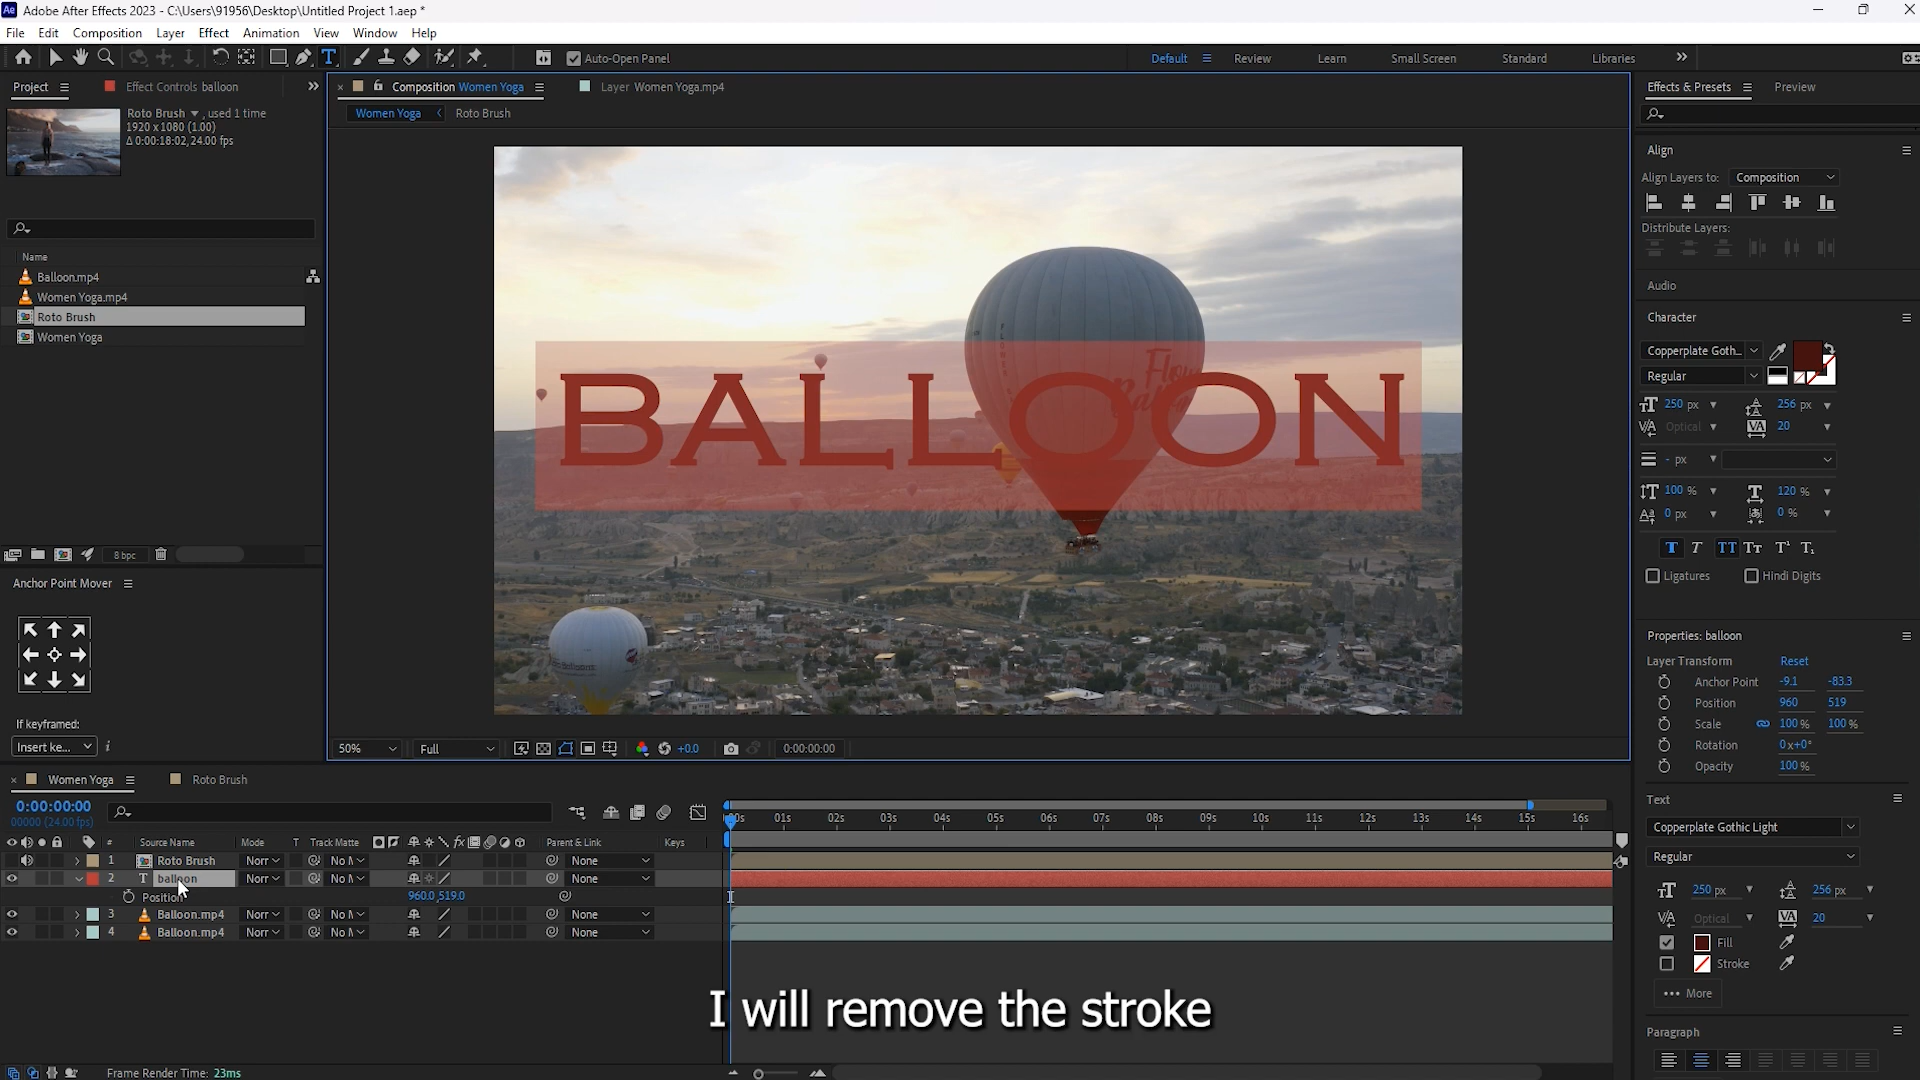 Adobe After Effects 2023 - C:\Users\91956\Desktop\Untitled Project 1.aep *
File Edit Composition Layer Effect Animation View Window Help
Auto-Open Panel
Default Review Learn Small Screen Standard Libraries
Project Effect Controls balloon
Composition Women Yoga Layer Women Yoga.mp4
Effects & Presets Preview
Roto Brush , used 1 time
1920 x 1080 (1.00)
Δ 0:00:18:02, 24.00 fps
Women Yoga Roto Brush
Align
Align Layers to: Composition
Distribute Layers:
Name
Balloon.mp4
Women Yoga.mp4
Roto Brush
Women Yoga
Audio
Character
Copperplate Goth...
Regular
250 px 256 px
Optical 20
- px
100 % 120 %
0 px 0 %
T T TT Tт T¹ T₁
Ligatures Hindi Digits
BALLOON
8 bpc
Anchor Point Mover
If keyframed:
Insert ke...
50% Full +0.0 0:00:00:00
Properties: balloon
Layer Transform Reset
Anchor Point -9.1 -83.3
Position 960 519
Scale 100 % 100 %
Rotation 0x+0°
Opacity 100 %
Text
Copperplate Gothic Light
Regular
250 px 256 px
Optical 20
Fill
Stroke
More
Paragraph
Women Yoga Roto Brush
0:00:00:00
00000 (24.00 fps)
:00s 01s 02s 03s 04s 05s 06s 07s 08s 09s 10s 11s 12s 13s 14s 15s 16s
# Source Name Mode T Track Matte Parent & Link Keys
1 Roto Brush Norr No M None
2 T balloon Norr No M None
Position 960.0,519.0
3 Balloon.mp4 Norr No M None
4 Balloon.mp4 Norr No M None
I will remove the stroke
Frame Render Time: 23ms